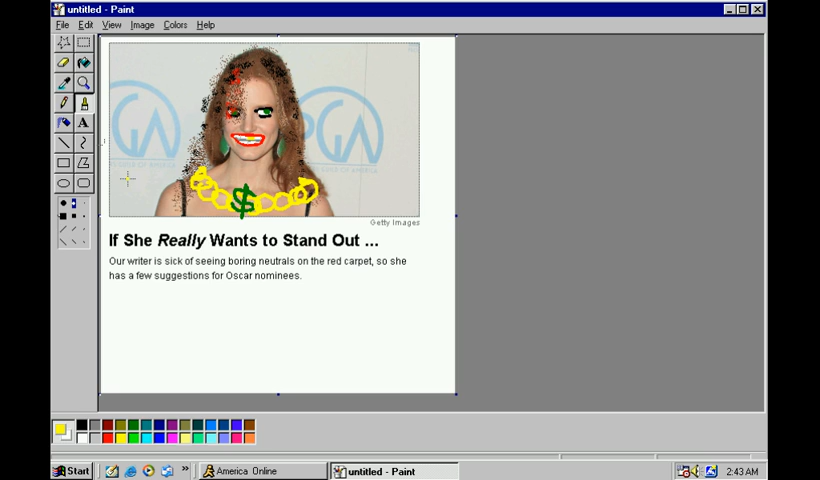 untitled - Paint
File Edit View Image Colors Help
PGA
PGA
Getty Images
If She Really Wants to Stand Out ...
Our writer is sick of seeing boring neutrals on the red carpet, so she
has a few suggestions for Oscar nominees.
Start
America Online
untitled - Paint
2:43 AM